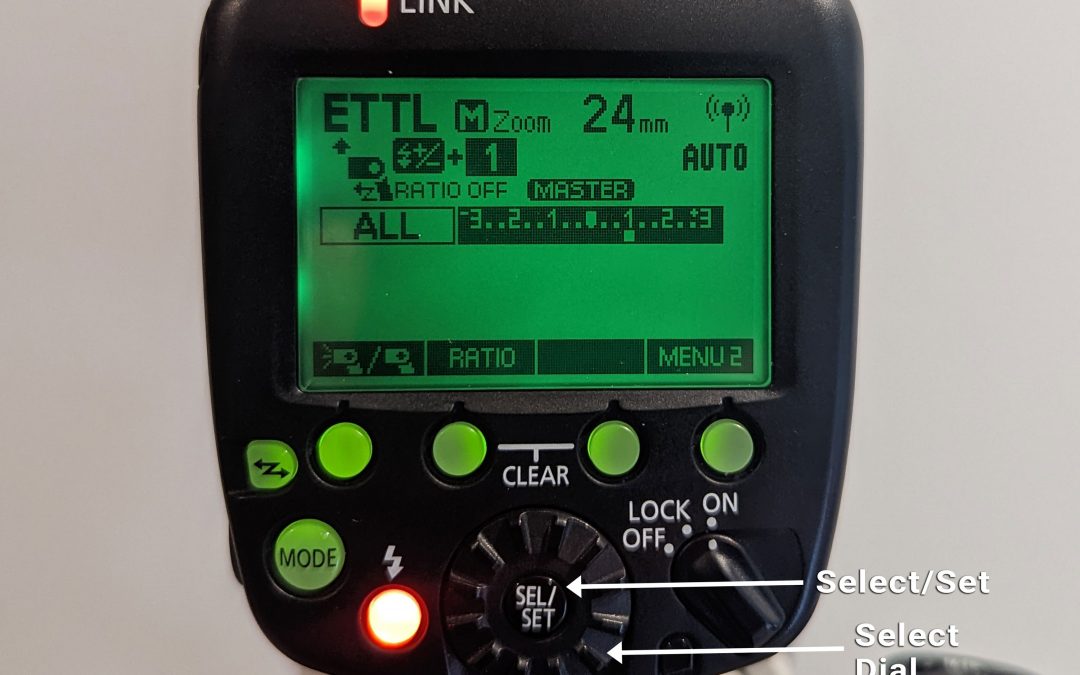 LINK
ETTL M Zoom 24mm
+1 AUTO
RATIO OFF MASTER
ALL -3..2..1..0..1..2..+3
/ RATIO MENU 2
CLEAR
LOCK ON
OFF
MODE
SEL/
SET
Select/Set
Select
Dial